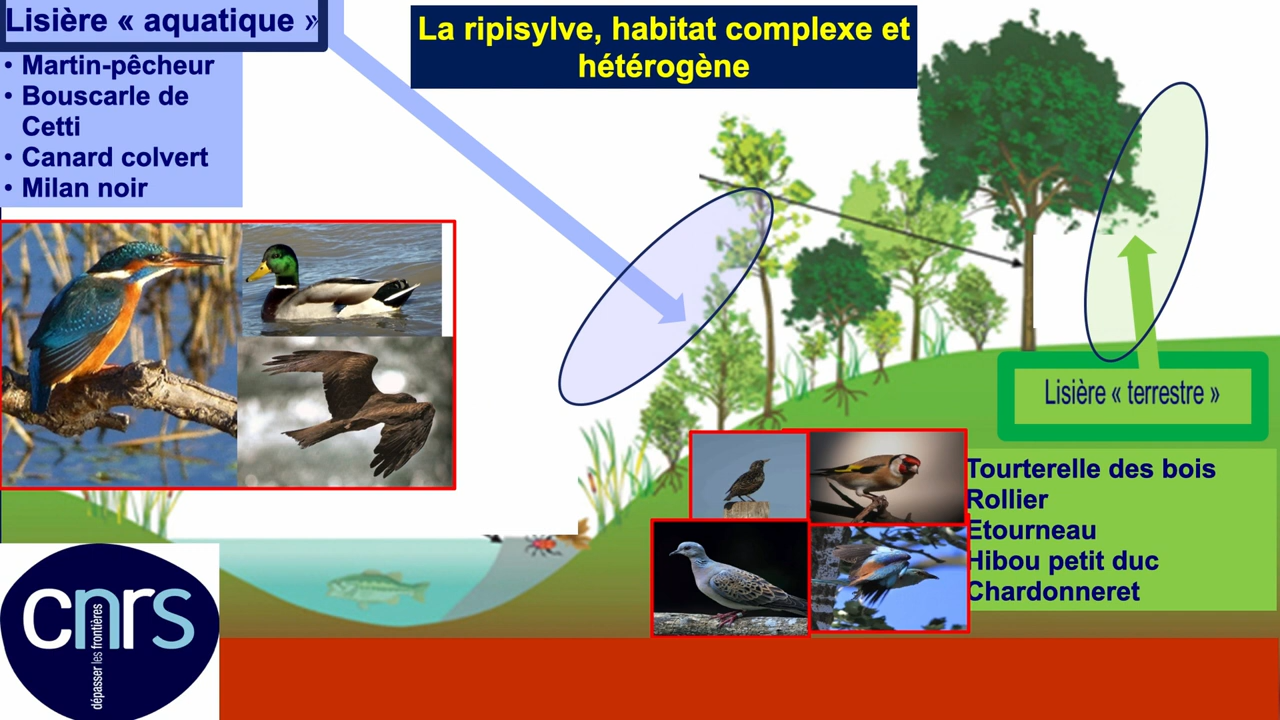 Lisière « aquatique »
• Martin-pêcheur
• Bouscarle de
Cetti
• Canard colvert
• Milan noir
La ripisylve, habitat complexe et
hétérogène
Lisière « terrestre »
Tourterelle des bois
Rollier
Etourneau
Hibou petit duc
Chardonneret
cnrs
dépasser les frontières